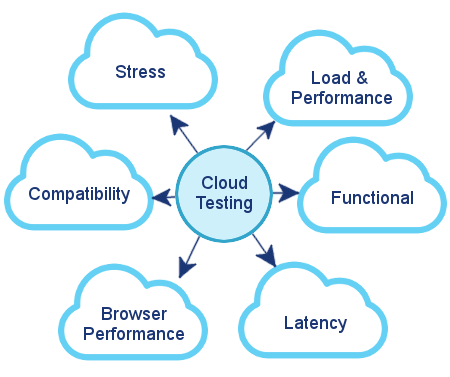 Stress
Load &
Performance
Compatibility
Cloud
Testing
Functional
Browser
Performance
Latency